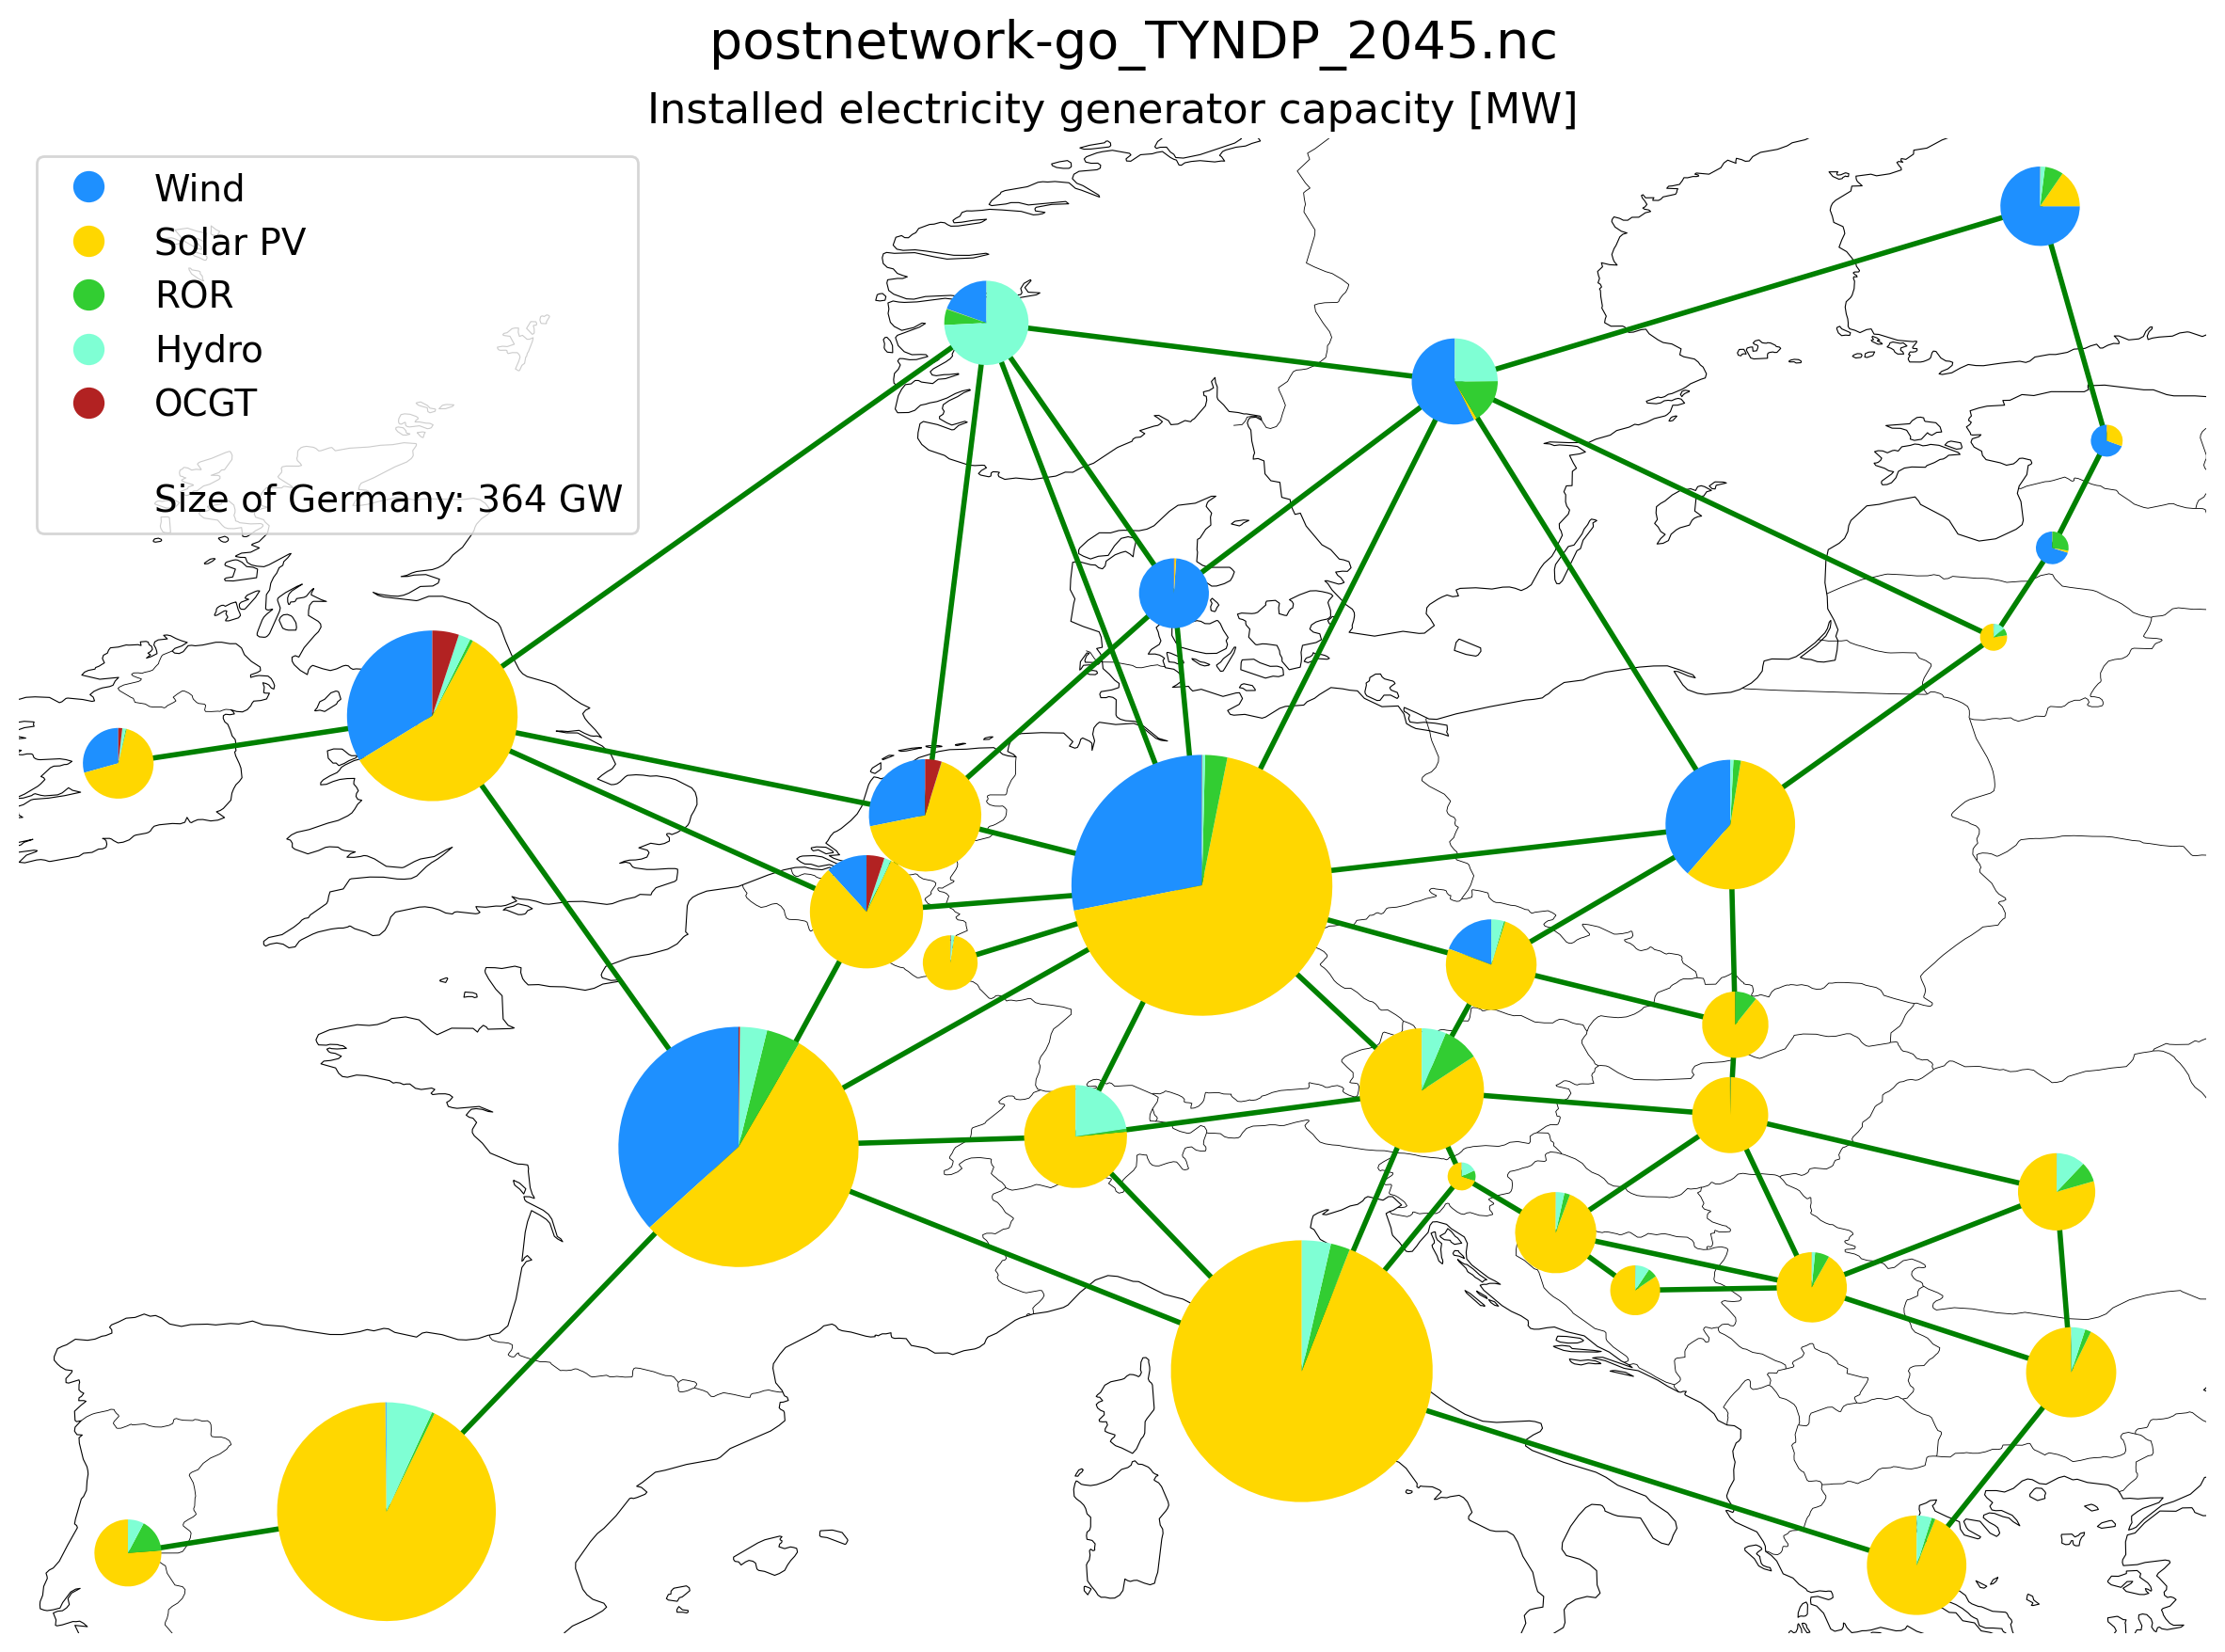 postnetwork-go_TYNDP_2045.nc
Installed electricity generator capacity [MW]
Wind
Solar PV
ROR
Hydro
OCGT
Size of Germany: 364 GW